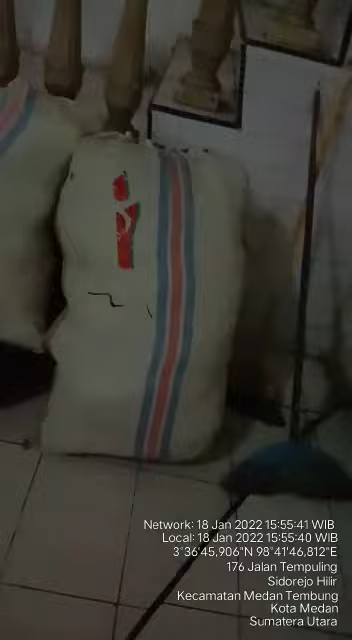 Network: 18 Jan 2022 15:55:41 WIB
Local: 18 Jan 2022 15:55:40 WIB
3°36'45,906"N 98°41'46,812"E
176 Jalan Tempuling
Sidorejo Hilir
Kecamatan Medan Tembung
Kota Medan
Sumatera Utara